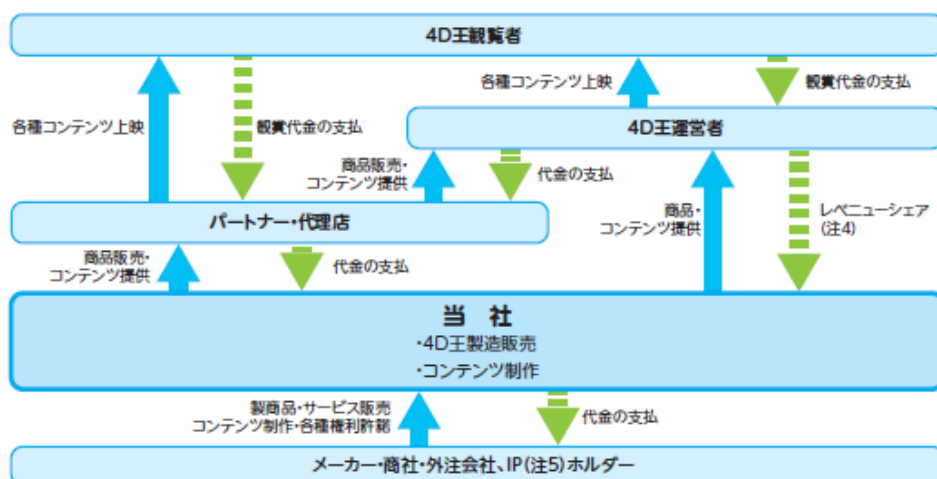 4D王観覧者
各種コンテンツ上映
観賞代金の支払
各種コンテンツ上映
観賞代金の支払
4D王運営者
商品販売・
コンテンツ提供
代金の支払
商品・
コンテンツ提供
レベニューシェア
(注4)
パートナー・代理店
商品販売・
コンテンツ提供
代金の支払
当 社
・4D王製造販売
・コンテンツ制作
製商品・サービス販売
コンテンツ制作・各種権利許諾
代金の支払
メーカー・商社・外注会社、IP(注5)ホルダー